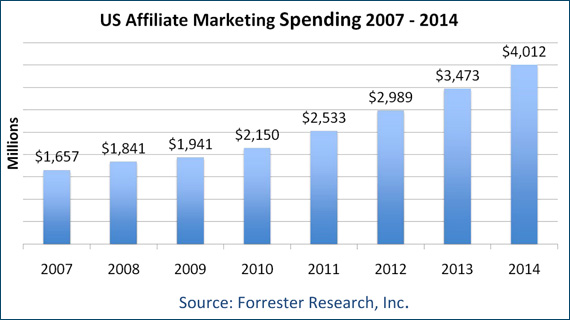 US Affiliate Marketing Spending 2007 - 2014
Millions
$1,657
$1,841
$1,941
$2,150
$2,533
$2,989
$3,473
$4,012
2007 2008 2009 2010 2011 2012 2013 2014
Source: Forrester Research, Inc.